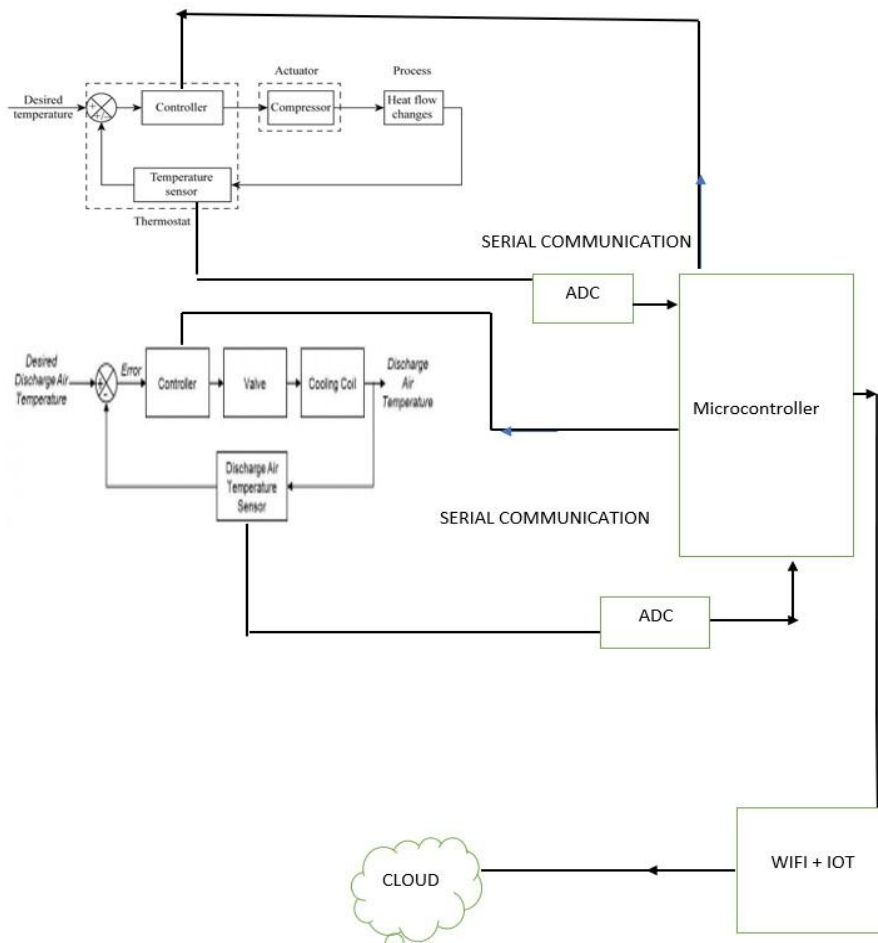 Actuator
Process
Desired
temperature
+
+/−
Controller
Compressor
Heat flow
changes
Temperature
sensor
Thermostat
SERIAL COMMUNICATION
ADC
Microcontroller
Desired
Discharge Air
Temperature
+
-
Error
Controller
Valve
Cooling Coil
Discharge
Air
Temperature
Discharge Air
Temperature
Sensor
SERIAL COMMUNICATION
ADC
WIFI + IOT
CLOUD